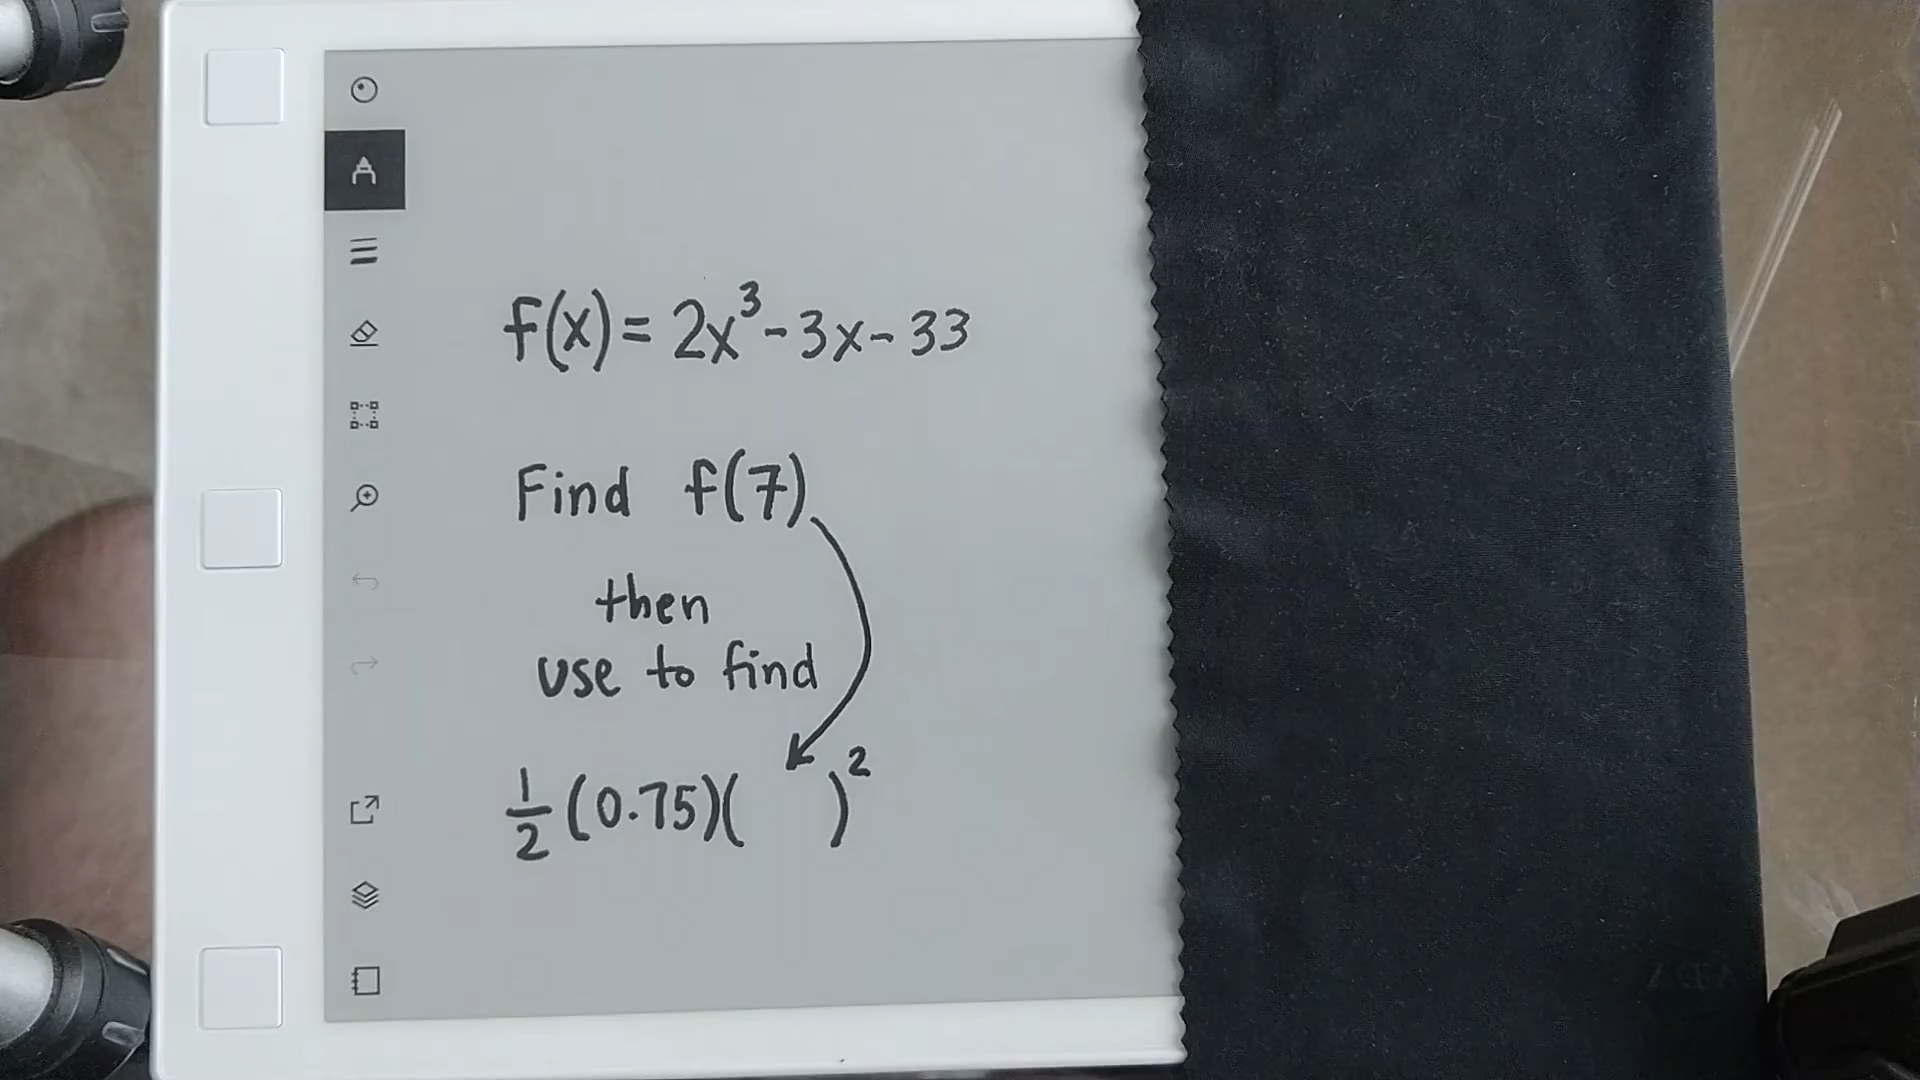 f(x) = 2x³ - 3x - 33
Find f(7)
then
use to find
½ (0.75)(    )²